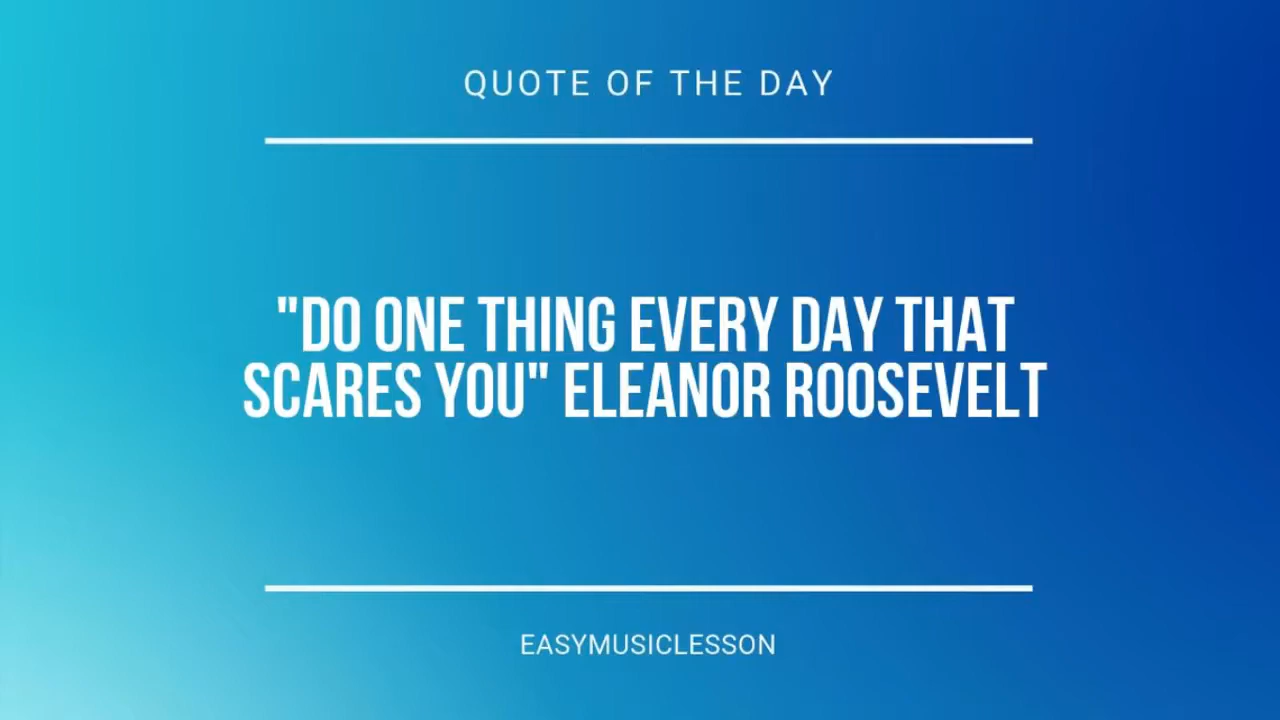 QUOTE OF THE DAY
"DO ONE THING EVERY DAY THAT
SCARES YOU" ELEANOR ROOSEVELT
EASYMUSICLESSON